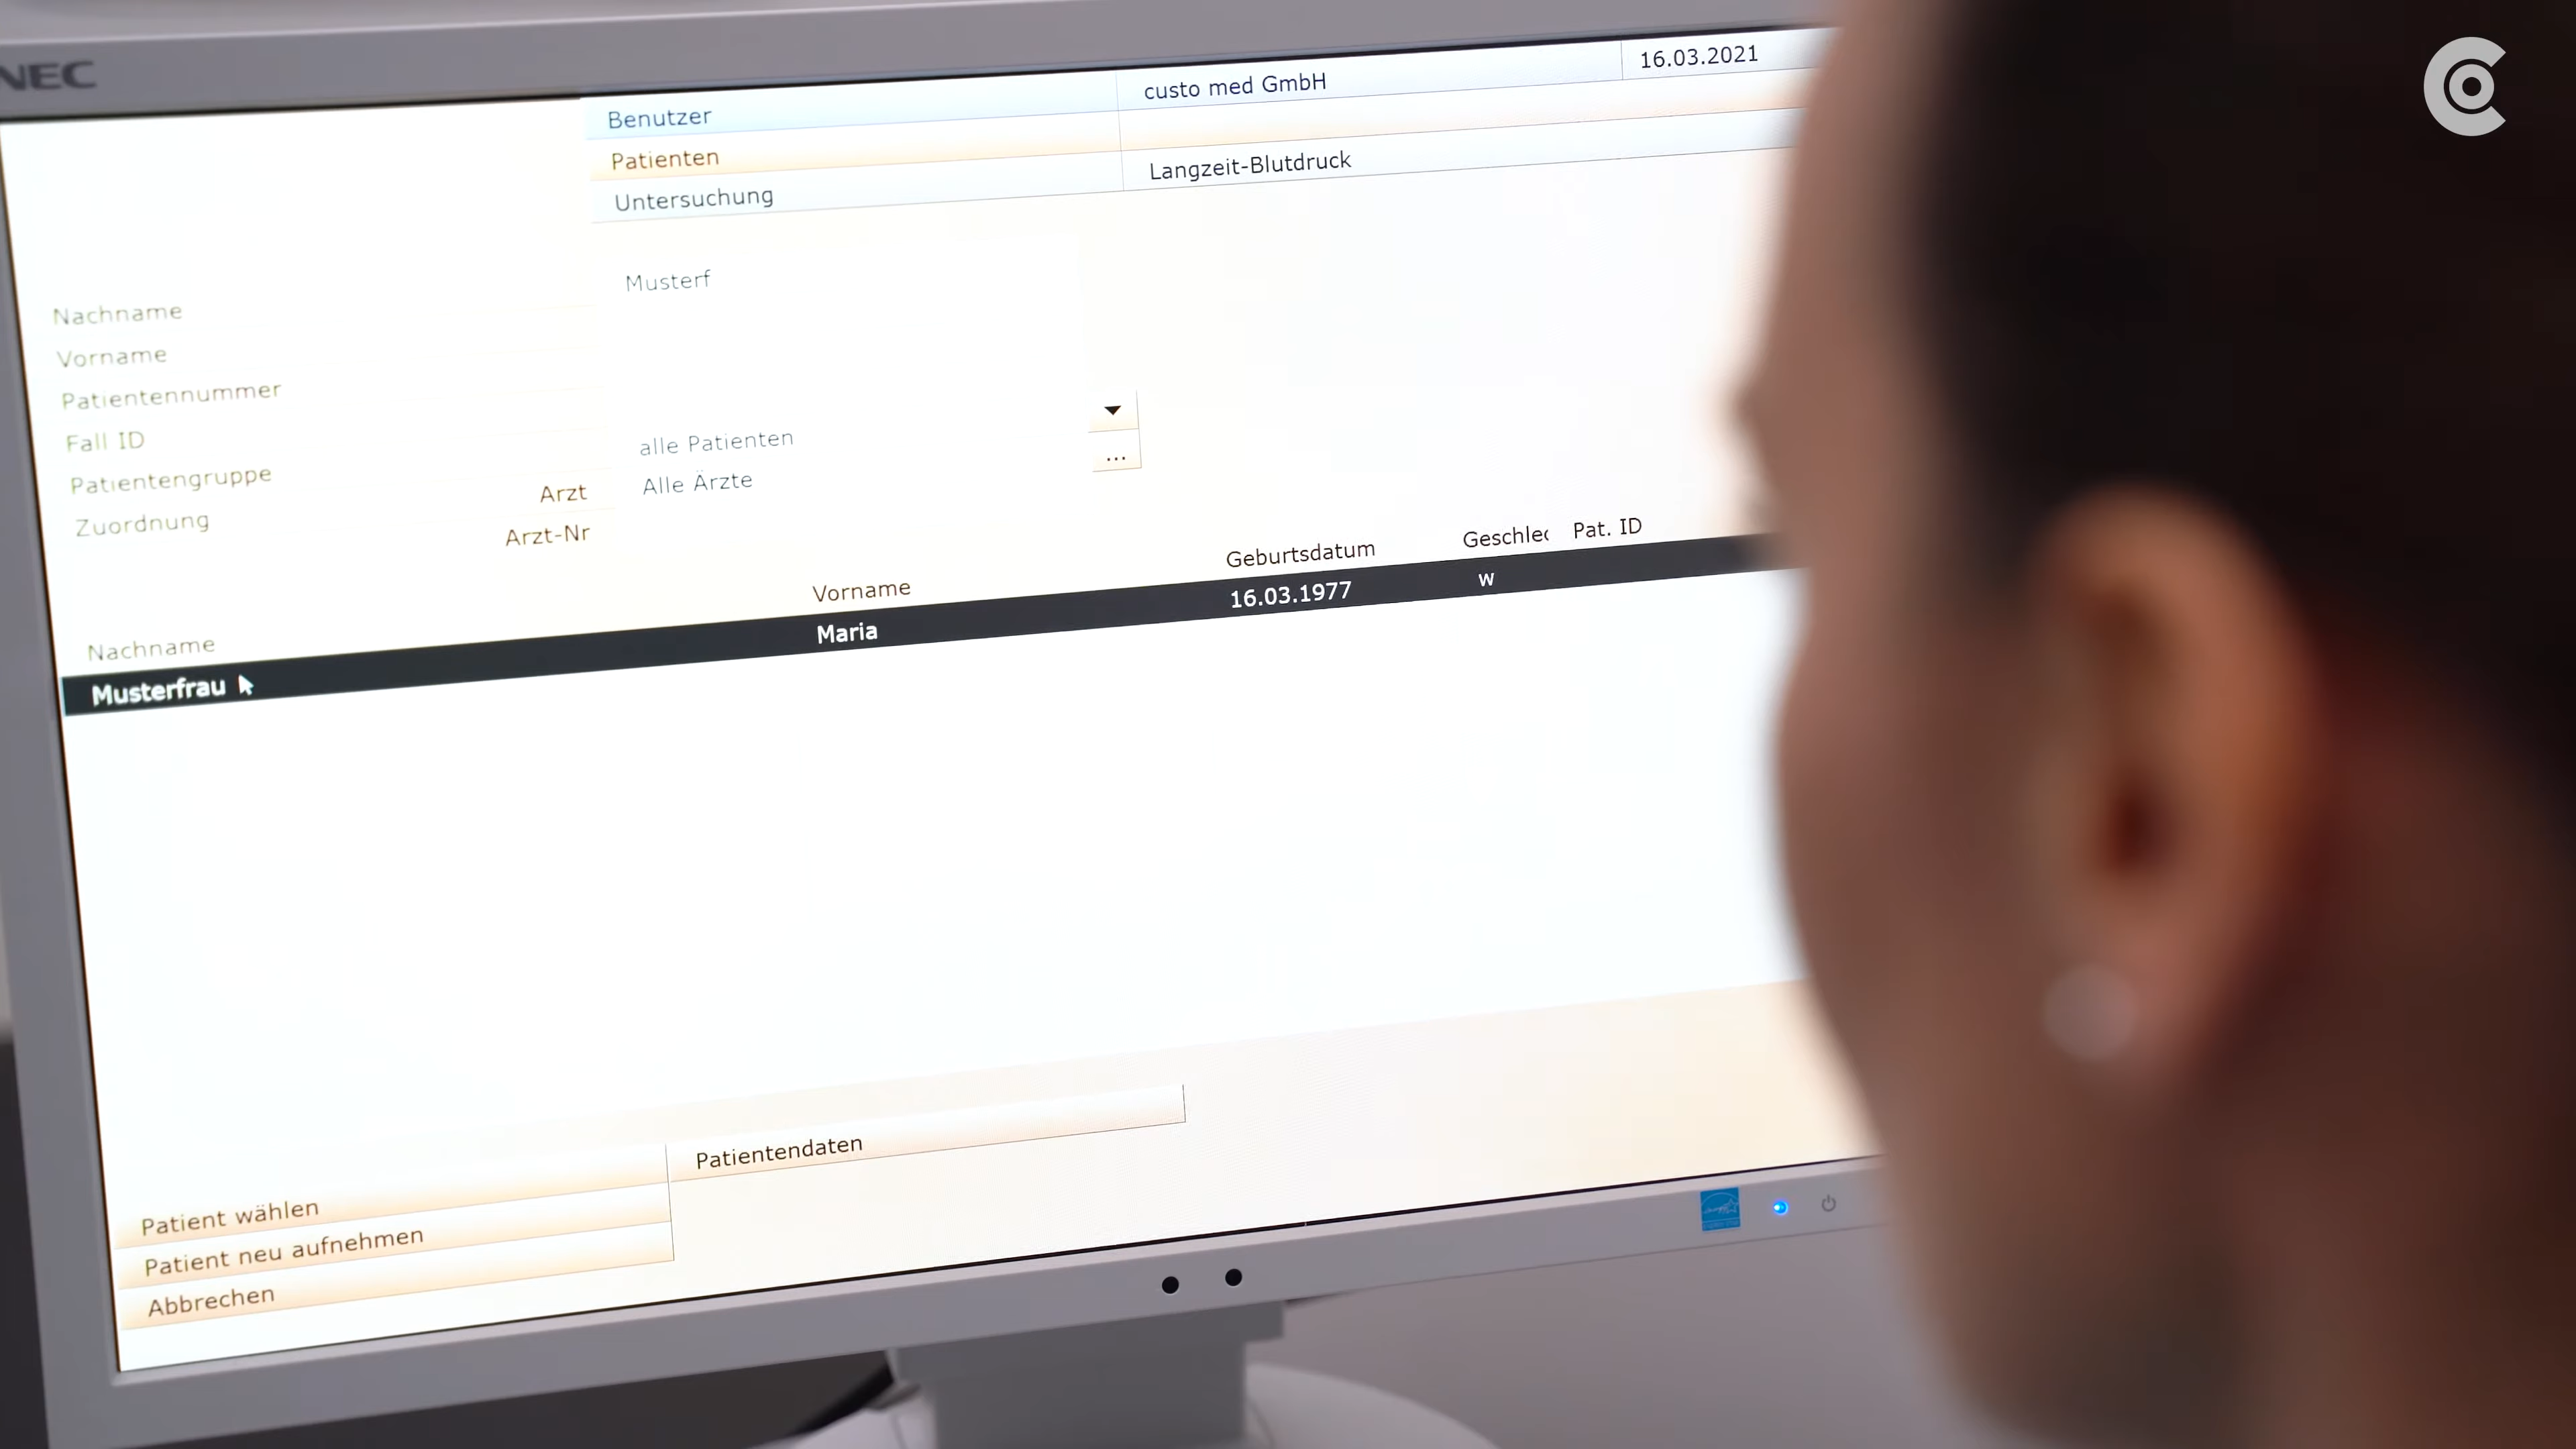 NEC
Benutzer custo med GmbH 16.03.2021
Patienten
Untersuchung Langzeit-Blutdruck
Nachname Musterf
Vorname
Patientennummer
Fall ID
Patientengruppe alle Patienten
Zuordnung Arzt Alle Ärzte ...
Arzt-Nr
Nachname Vorname Geburtsdatum Geschlec Pat. ID
Musterfrau Maria 16.03.1977 w
Patient wählen Patientendaten
Patient neu aufnehmen
Abbrechen